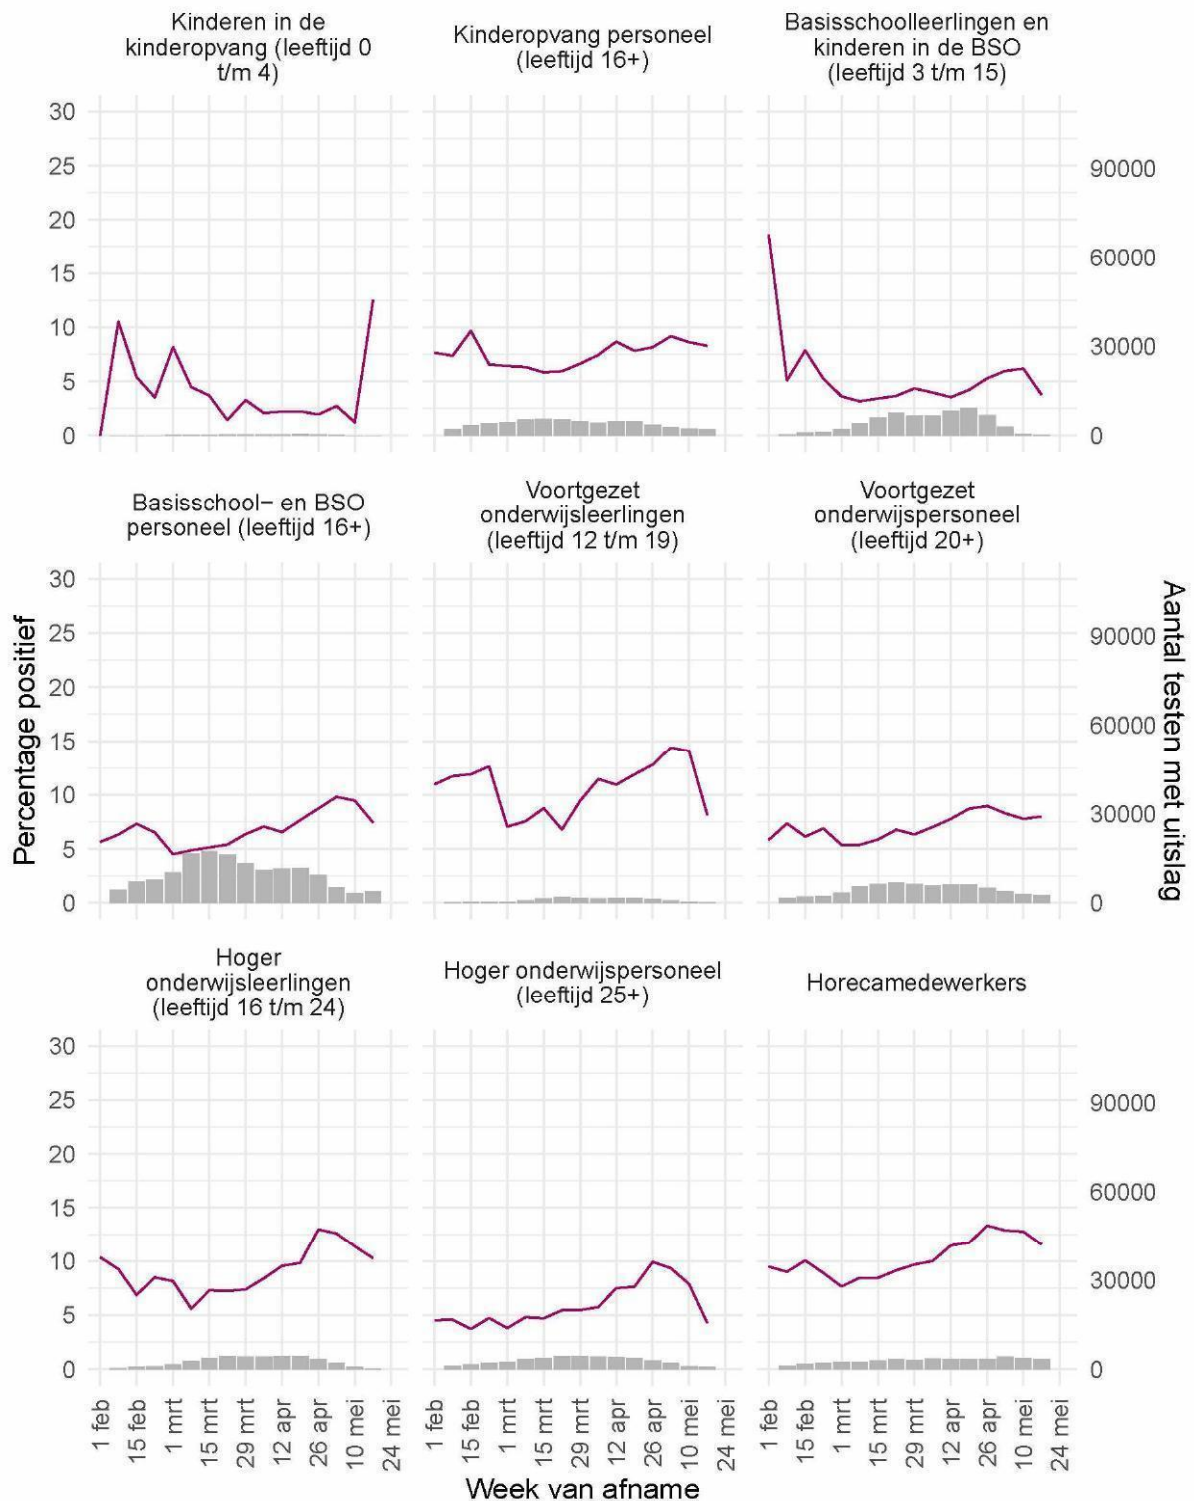 Kinderen in de
kinderopvang (leeftijd 0
t/m 4)
Kinderopvang personeel
(leeftijd 16+)
Basisschoolleerlingen en
kinderen in de BSO
(leeftijd 3 t/m 15)
30
25
20
15
10
5
0
90000
60000
30000
0
Basisschool– en BSO
personeel (leeftijd 16+)
Voortgezet
onderwijsleerlingen
(leeftijd 12 t/m 19)
Voortgezet
onderwijspersoneel
(leeftijd 20+)
Percentage positief
30
25
20
15
10
5
0
90000
60000
30000
0
Aantal testen met uitslag
Hoger
onderwijsleerlingen
(leeftijd 16 t/m 24)
Hoger onderwijspersoneel
(leeftijd 25+)
Horecamedewerkers
30
25
20
15
10
5
0
90000
60000
30000
0
1 feb
15 feb
1 mrt
15 mrt
29 mrt
12 apr
26 apr
10 mei
24 mei
1 feb
15 feb
1 mrt
15 mrt
29 mrt
12 apr
26 apr
10 mei
24 mei
1 feb
15 feb
1 mrt
15 mrt
29 mrt
12 apr
26 apr
10 mei
24 mei
Week van afname